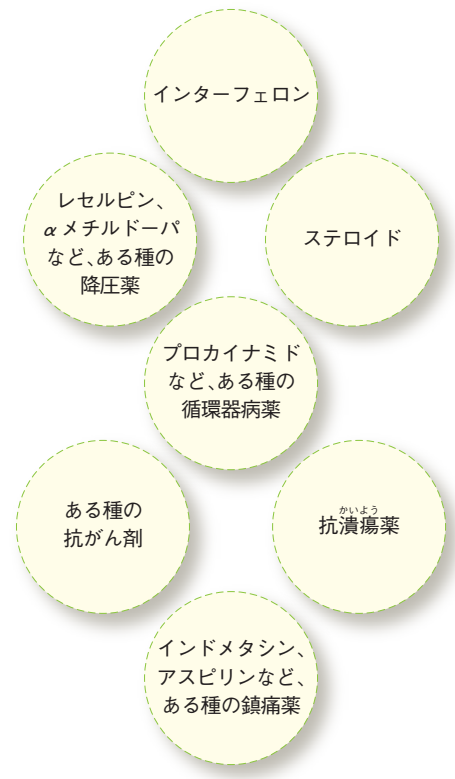 インターフェロン
レセルピン、
αメチルドーパ
など、ある種の
降圧薬
ステロイド
プロカイナミド
など、ある種の
循環器病薬
ある種の
抗がん剤
かいよう
抗潰瘍薬
インドメタシン、
アスピリンなど、
ある種の鎮痛薬